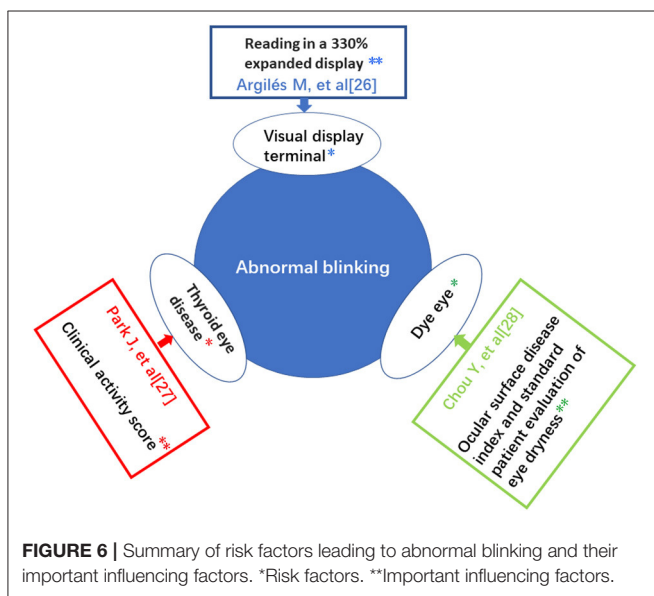 Reading in a 330%
expanded display **
Argilés M, et al[26]
Visual display
terminal*
Abnormal blinking
Thyroid eye
disease *
Park J, et al[27]
Clinical activity score **
Dye eye *
Chou Y, et al[28]
Ocular surface disease
index and standard
patient evaluation of
eye dryness**
FIGURE 6 | Summary of risk factors leading to abnormal blinking and their
important influencing factors. *Risk factors. **Important influencing factors.